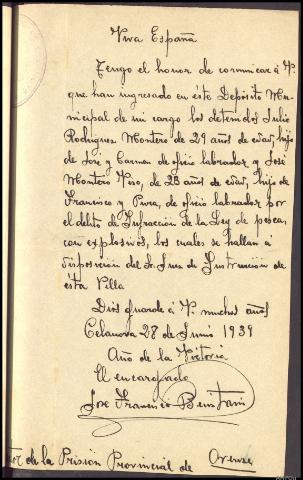 Viva España
Tengo el honor de comunicar á V.
que han ingresado en este Depósito Mu-
nicipal de mi cargo los detenidos Julio
Rodriguez Montero de 29 años de edad, hijo
de José y Carmen de oficio labrador y José
Montero Yso, de 23 años de edad, hijo de
Francisco y Pura, de oficio labrador por
el delito de Infracción de la Ley de pesca,
con explosivos, los cuales se hallan á
disposición del Sr. Juez de Instrucción de
esta Villa
Dios guarde á V. muchos años
Celanova 28 de Junio 1939
Año de la Victoria
El encargado
José Francisco
tor de la Prisión Provincial de Orense